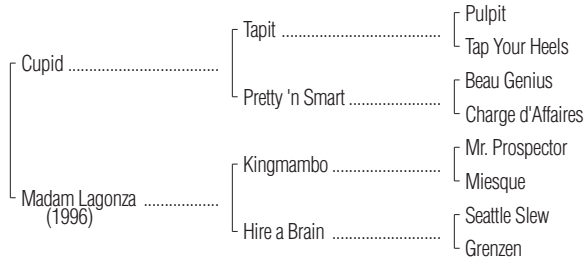 Pulpit
Tapit ........................................
Tap Your Heels
Cupid ......................................
Beau Genius
Pretty 'n Smart ........................
Charge d'Affaires
Mr. Prospector
Kingmambo ...........................
Miesque
Madam Lagonza ...................
(1996)
Seattle Slew
Hire a Brain ...........................
Grenzen